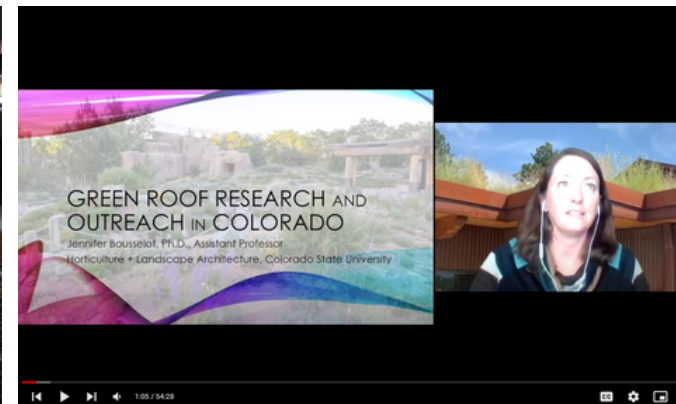 GREEN ROOF RESEARCH AND
OUTREACH IN COLORADO
Jennifer Bousselot, Ph.D., Assistant Professor
Horticulture + Landscape Architecture, Colorado State University
1:05 / 54:28
CC